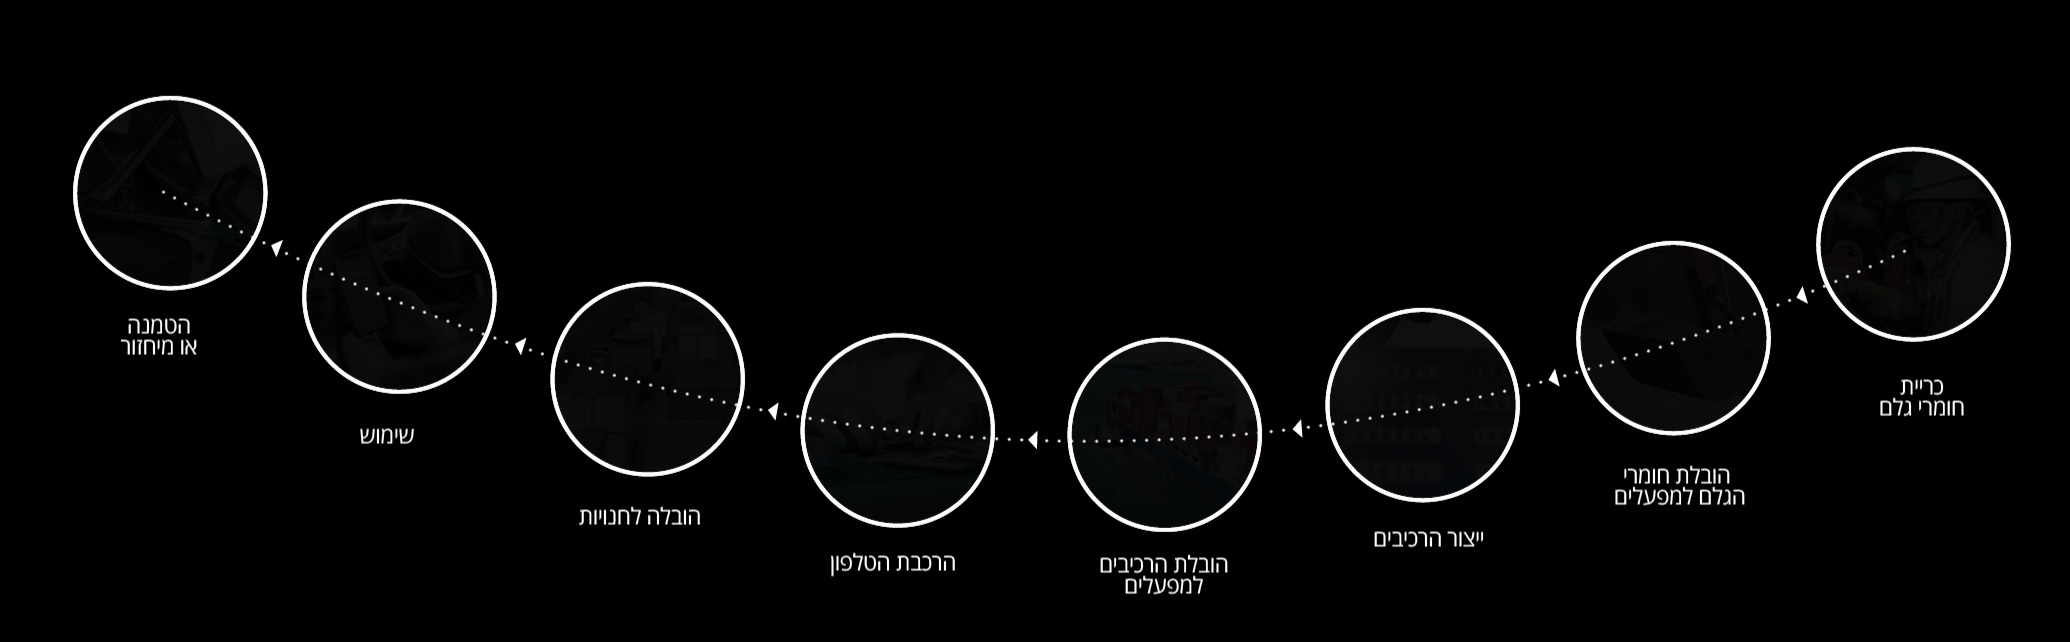 כריית
חומרי גלם
הובלת חומרי
הגלם למפעלים
ייצור הרכיבים
הובלת הרכיבים
למפעלים
הרכבת הטלפון
הובלה לחנויות
שימוש
הטמנה
או מיחזור